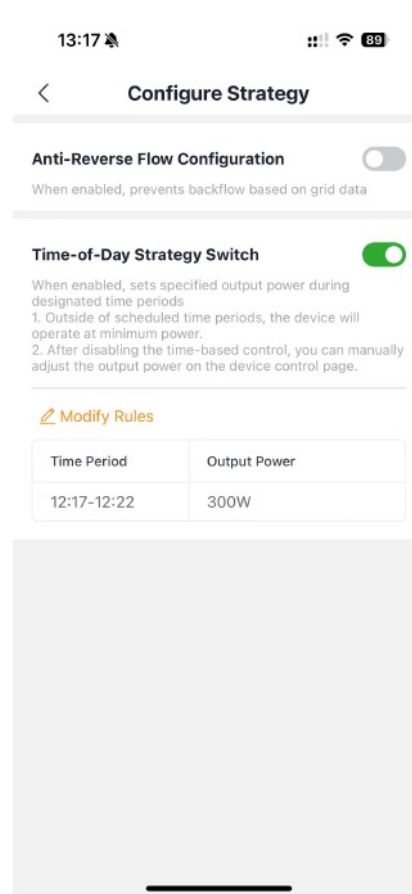 13:17
89
Configure Strategy
Anti-Reverse Flow Configuration
When enabled, prevents backflow based on grid data
Time-of-Day Strategy Switch
When enabled, sets specified output power during
designated time periods
1. Outside of scheduled time periods, the device will
operate at minimum power.
2. After disabling the time-based control, you can manually
adjust the output power on the device control page.
Modify Rules
Time Period Output Power
12:17-12:22 300W